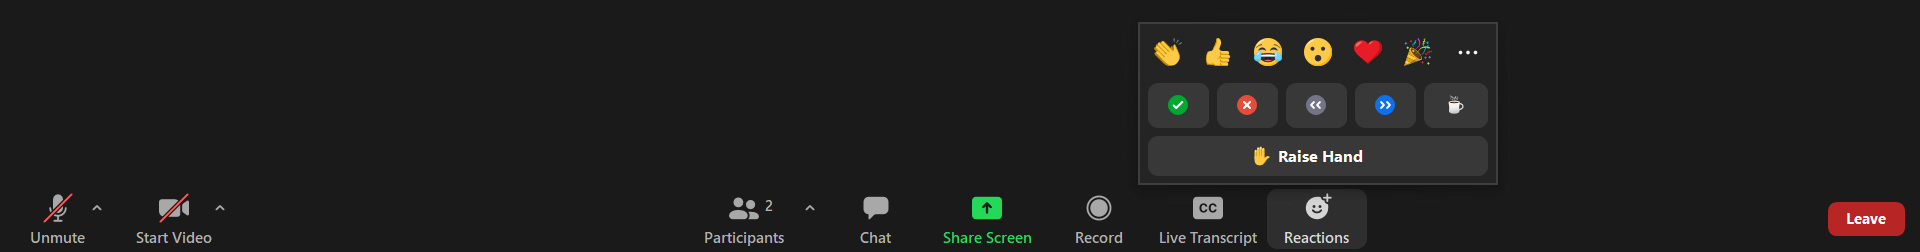 Raise Hand
Unmute
Start Video
Participants
2
Chat
Share Screen
Record
CC
Live Transcript
Reactions
Leave